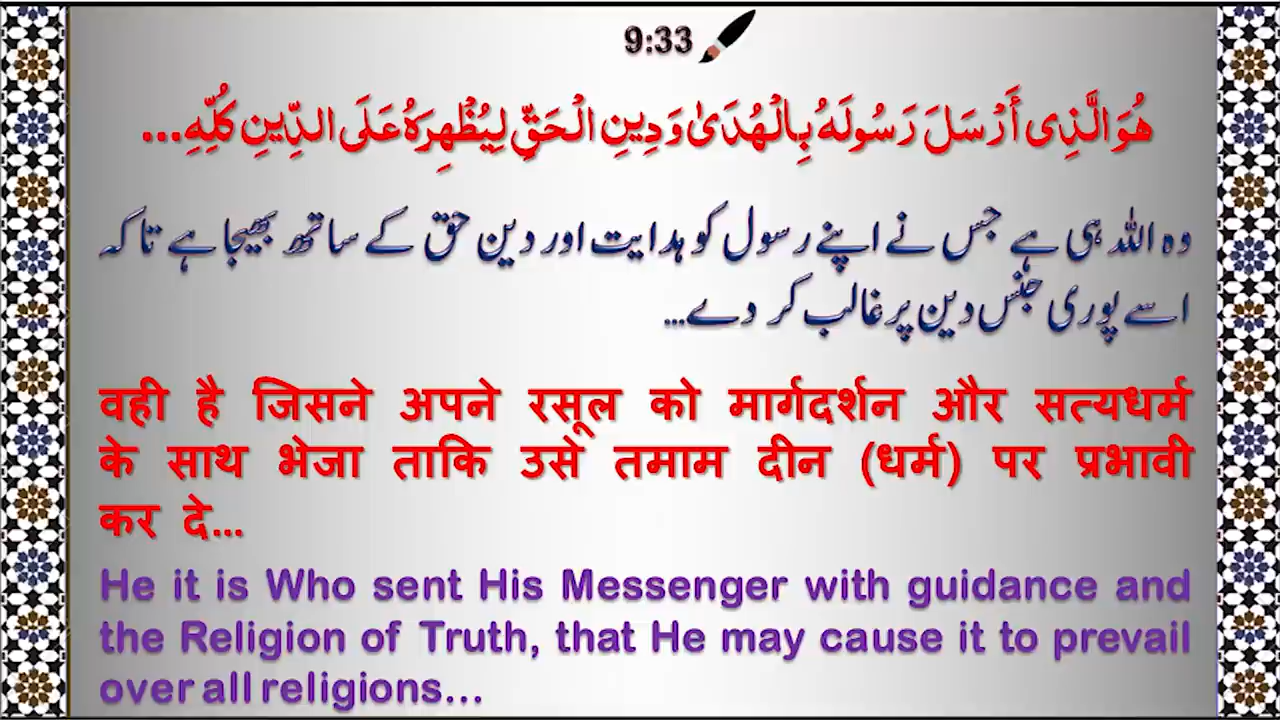 9:33
هُوَ الَّذِى أَرْسَلَ رَسُولَهُ بِالْهُدَىٰ وَدِينِ الْحَقِّ لِيُظْهِرَهُ عَلَى الدِّينِ كُلِّهِ...
وہ اللہ ہی ہے جس نے اپنے رسول کو ہدایت اور دین حق کے ساتھ بھیجا ہے تاکہ
اسے پوری جنس دین پر غالب کر دے...
वही है जिसने अपने रसूल को मार्गदर्शन और सत्यधर्म
के साथ भेजा ताकि उसे तमाम दीन (धर्म) पर प्रभावी
कर दे...
He it is Who sent His Messenger with guidance and
the Religion of Truth, that He may cause it to prevail
over all religions...